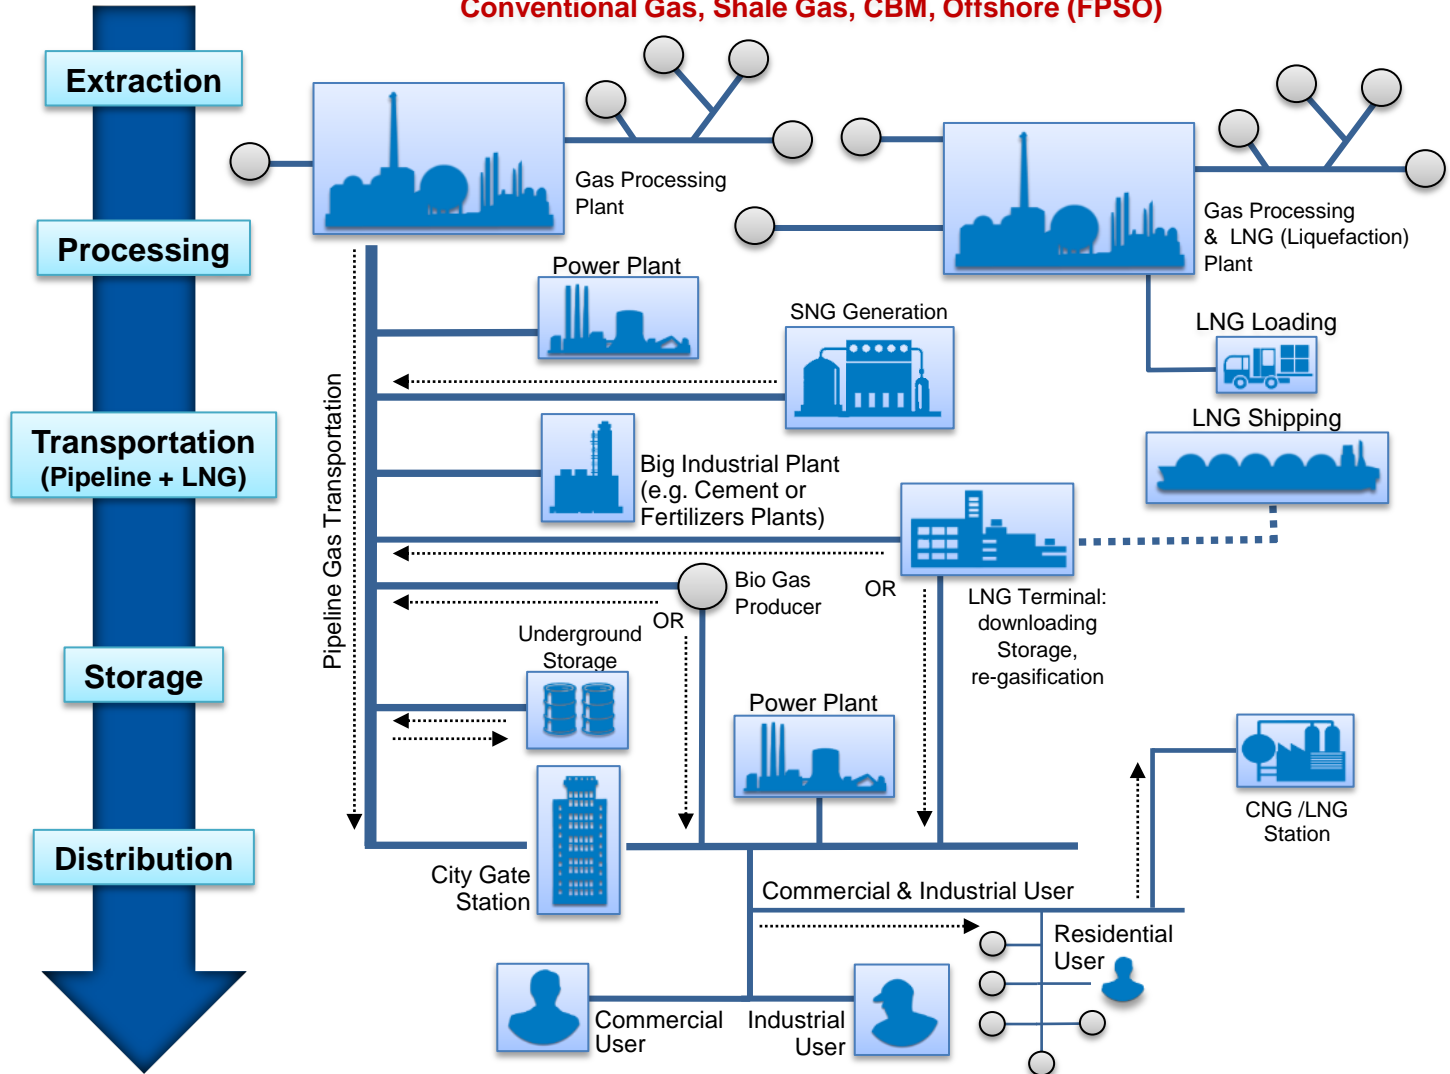 Conventional Gas, Shale Gas, CBM, Offshore (FPSO)
Extraction
Gas Processing
Plant
Gas Processing
& LNG (Liquefaction)
Plant
Processing
Power Plant
SNG Generation
LNG Loading
Transportation
(Pipeline + LNG)
Pipeline Gas Transportation
Big Industrial Plant
(e.g. Cement or
Fertilizers Plants)
LNG Shipping
Bio Gas
Producer
OR
OR
LNG Terminal:
downloading
Storage,
re-gasification
Underground
Storage
Storage
Power Plant
CNG /LNG
Station
Distribution
City Gate
Station
Commercial & Industrial User
Residential
User
Commercial
User
Industrial
User